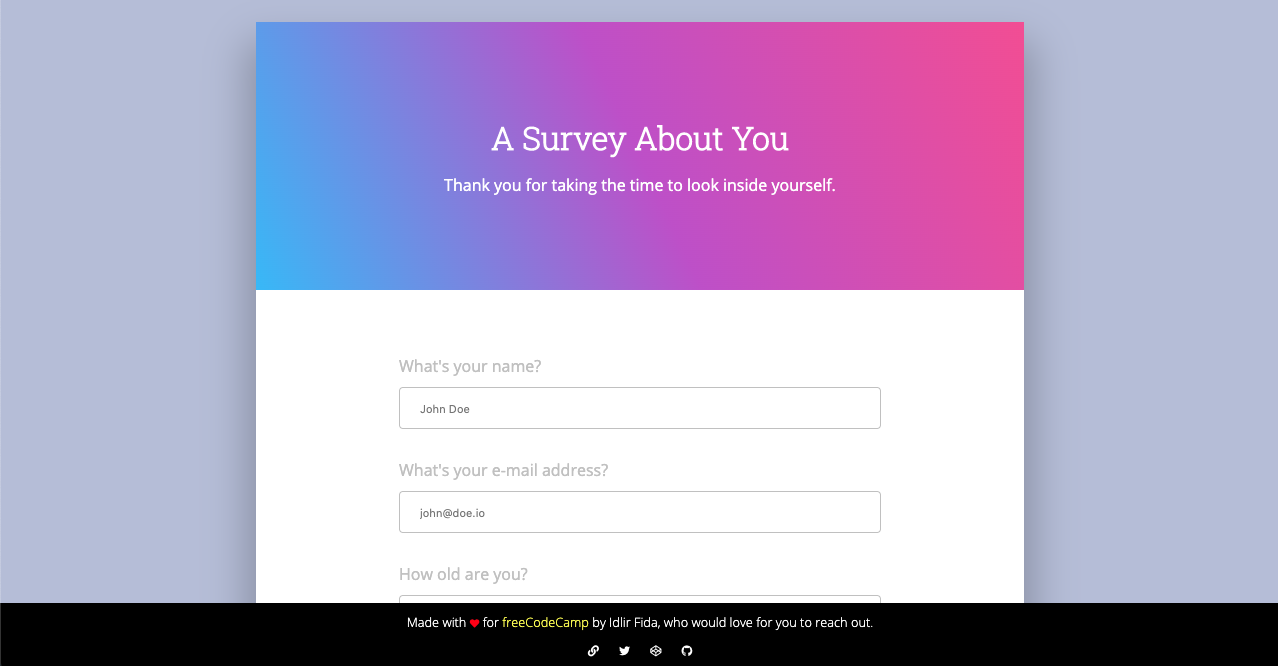 A Survey About You
Thank you for taking the time to look inside yourself.
What's your name?
John Doe
What's your e-mail address?
john@doe.io
How old are you?
Made with ❤ for freeCodeCamp by Idlir Fida, who would love for you to reach out.